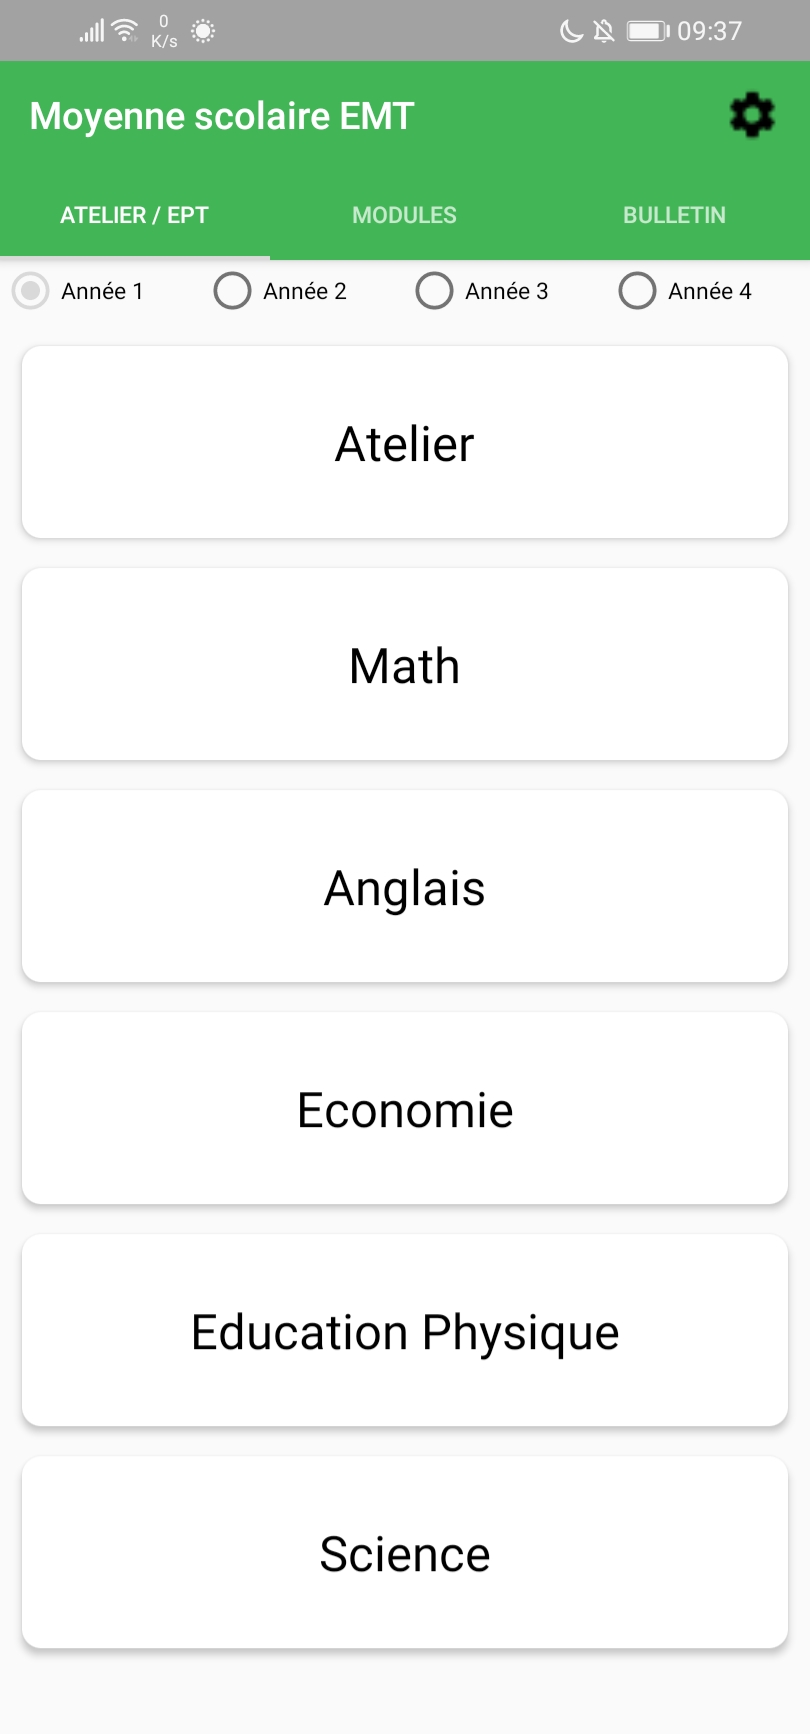 0
K/s
09:37
Moyenne scolaire EMT
ATELIER / EPT MODULES BULLETIN
Année 1 Année 2 Année 3 Année 4
Atelier
Math
Anglais
Economie
Education Physique
Science